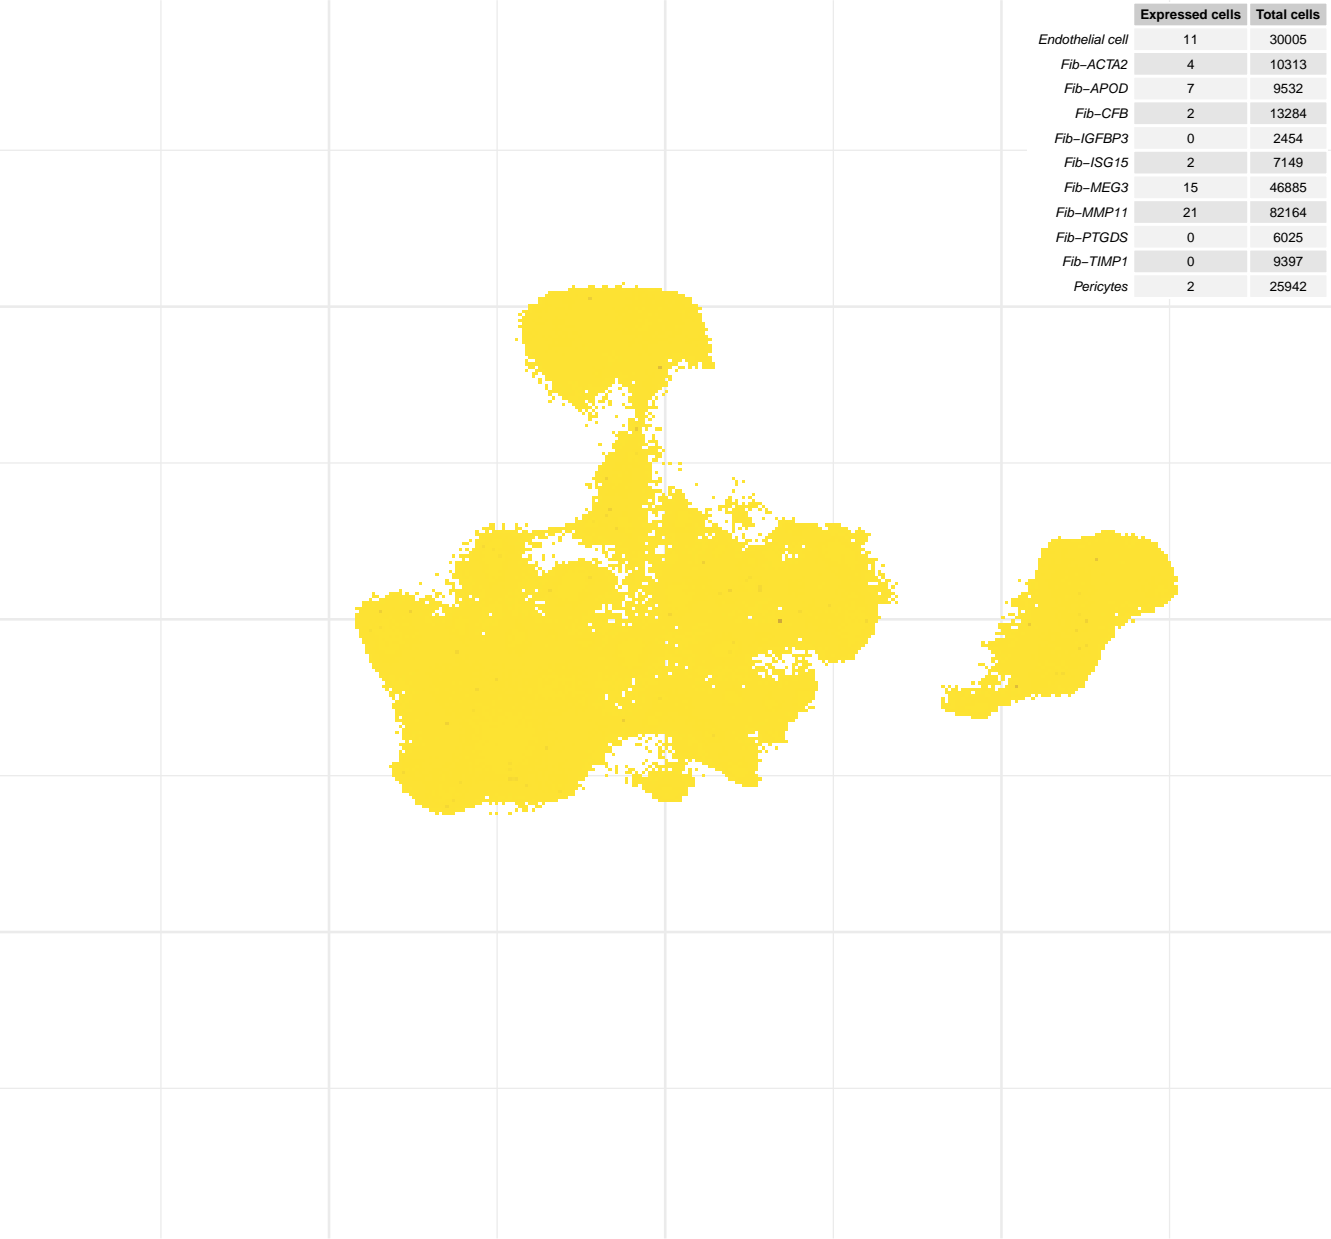 Expressed cells Total cells
Endothelial cell 11 30005
Fib−ACTA2 4 10313
Fib−APOD 7 9532
Fib−CFB 2 13284
Fib−IGFBP3 0 2454
Fib−ISG15 2 7149
Fib−MEG3 15 46885
Fib−MMP11 21 82164
Fib−PTGDS 0 6025
Fib−TIMP1 0 9397
Pericytes 2 25942